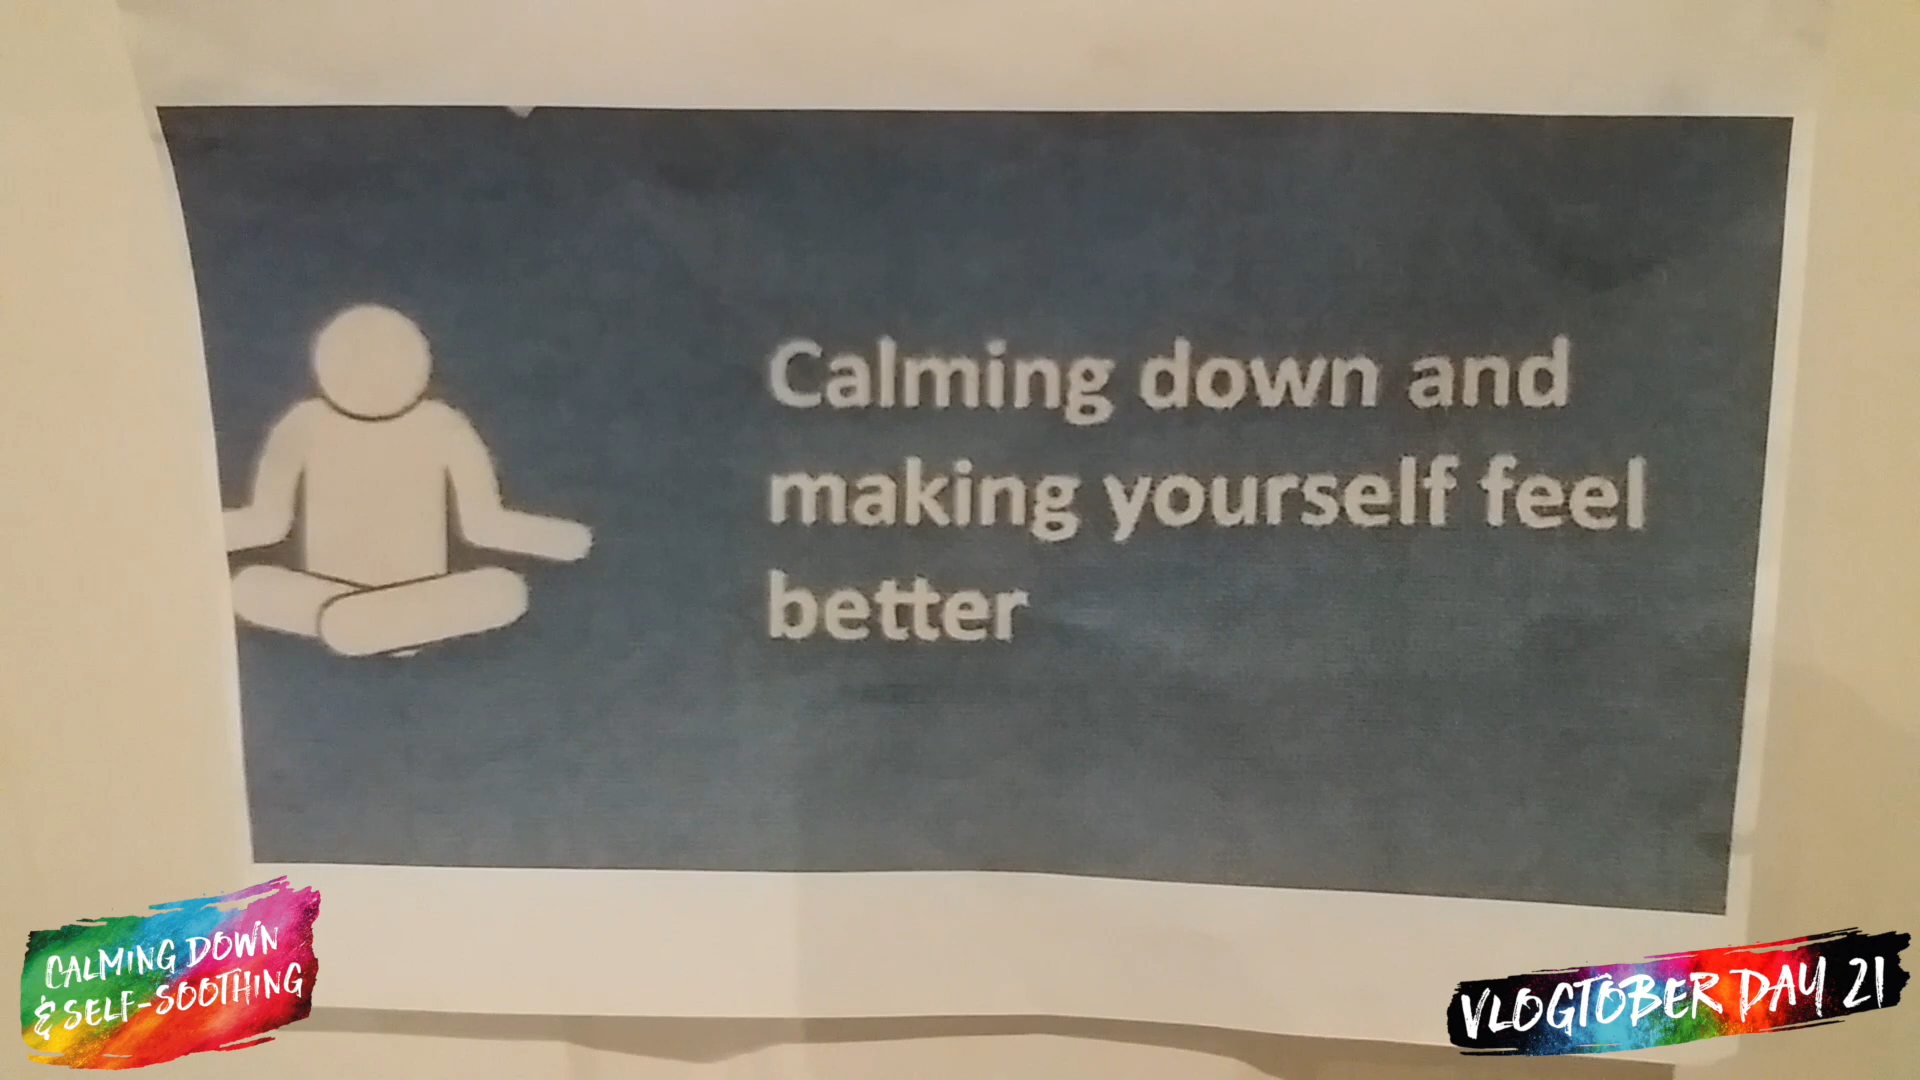 Calming down and
making yourself feel
better
CALMING DOWN
& SELF-SOOTHING
VLOGTOBER DAY 21